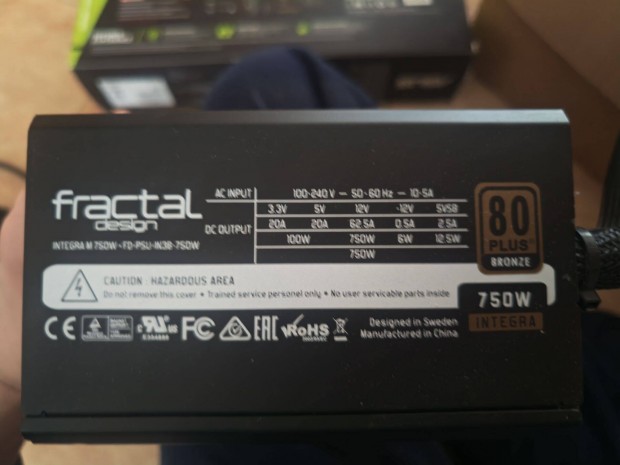 fractal
design
INTEGRA M 750W • FD-PSU-IN3B-750W
AC INPUT 100-240 V — 50-60 Hz — 10-5A
DC OUTPUT 3.3V 5V 12V -12V 5VSB
20A 20A 62.5A 0.5A 2.5A
100W 750W 6W 12.5W
750W
80
PLUS
BRONZE
CAUTION · HAZARDOUS AREA
Do not remove this cover • Trained service personel only • No user servicable parts inside
750W
INTEGRA
CE
FC
EAC
RoHS
Designed in Sweden
Manufactured in China